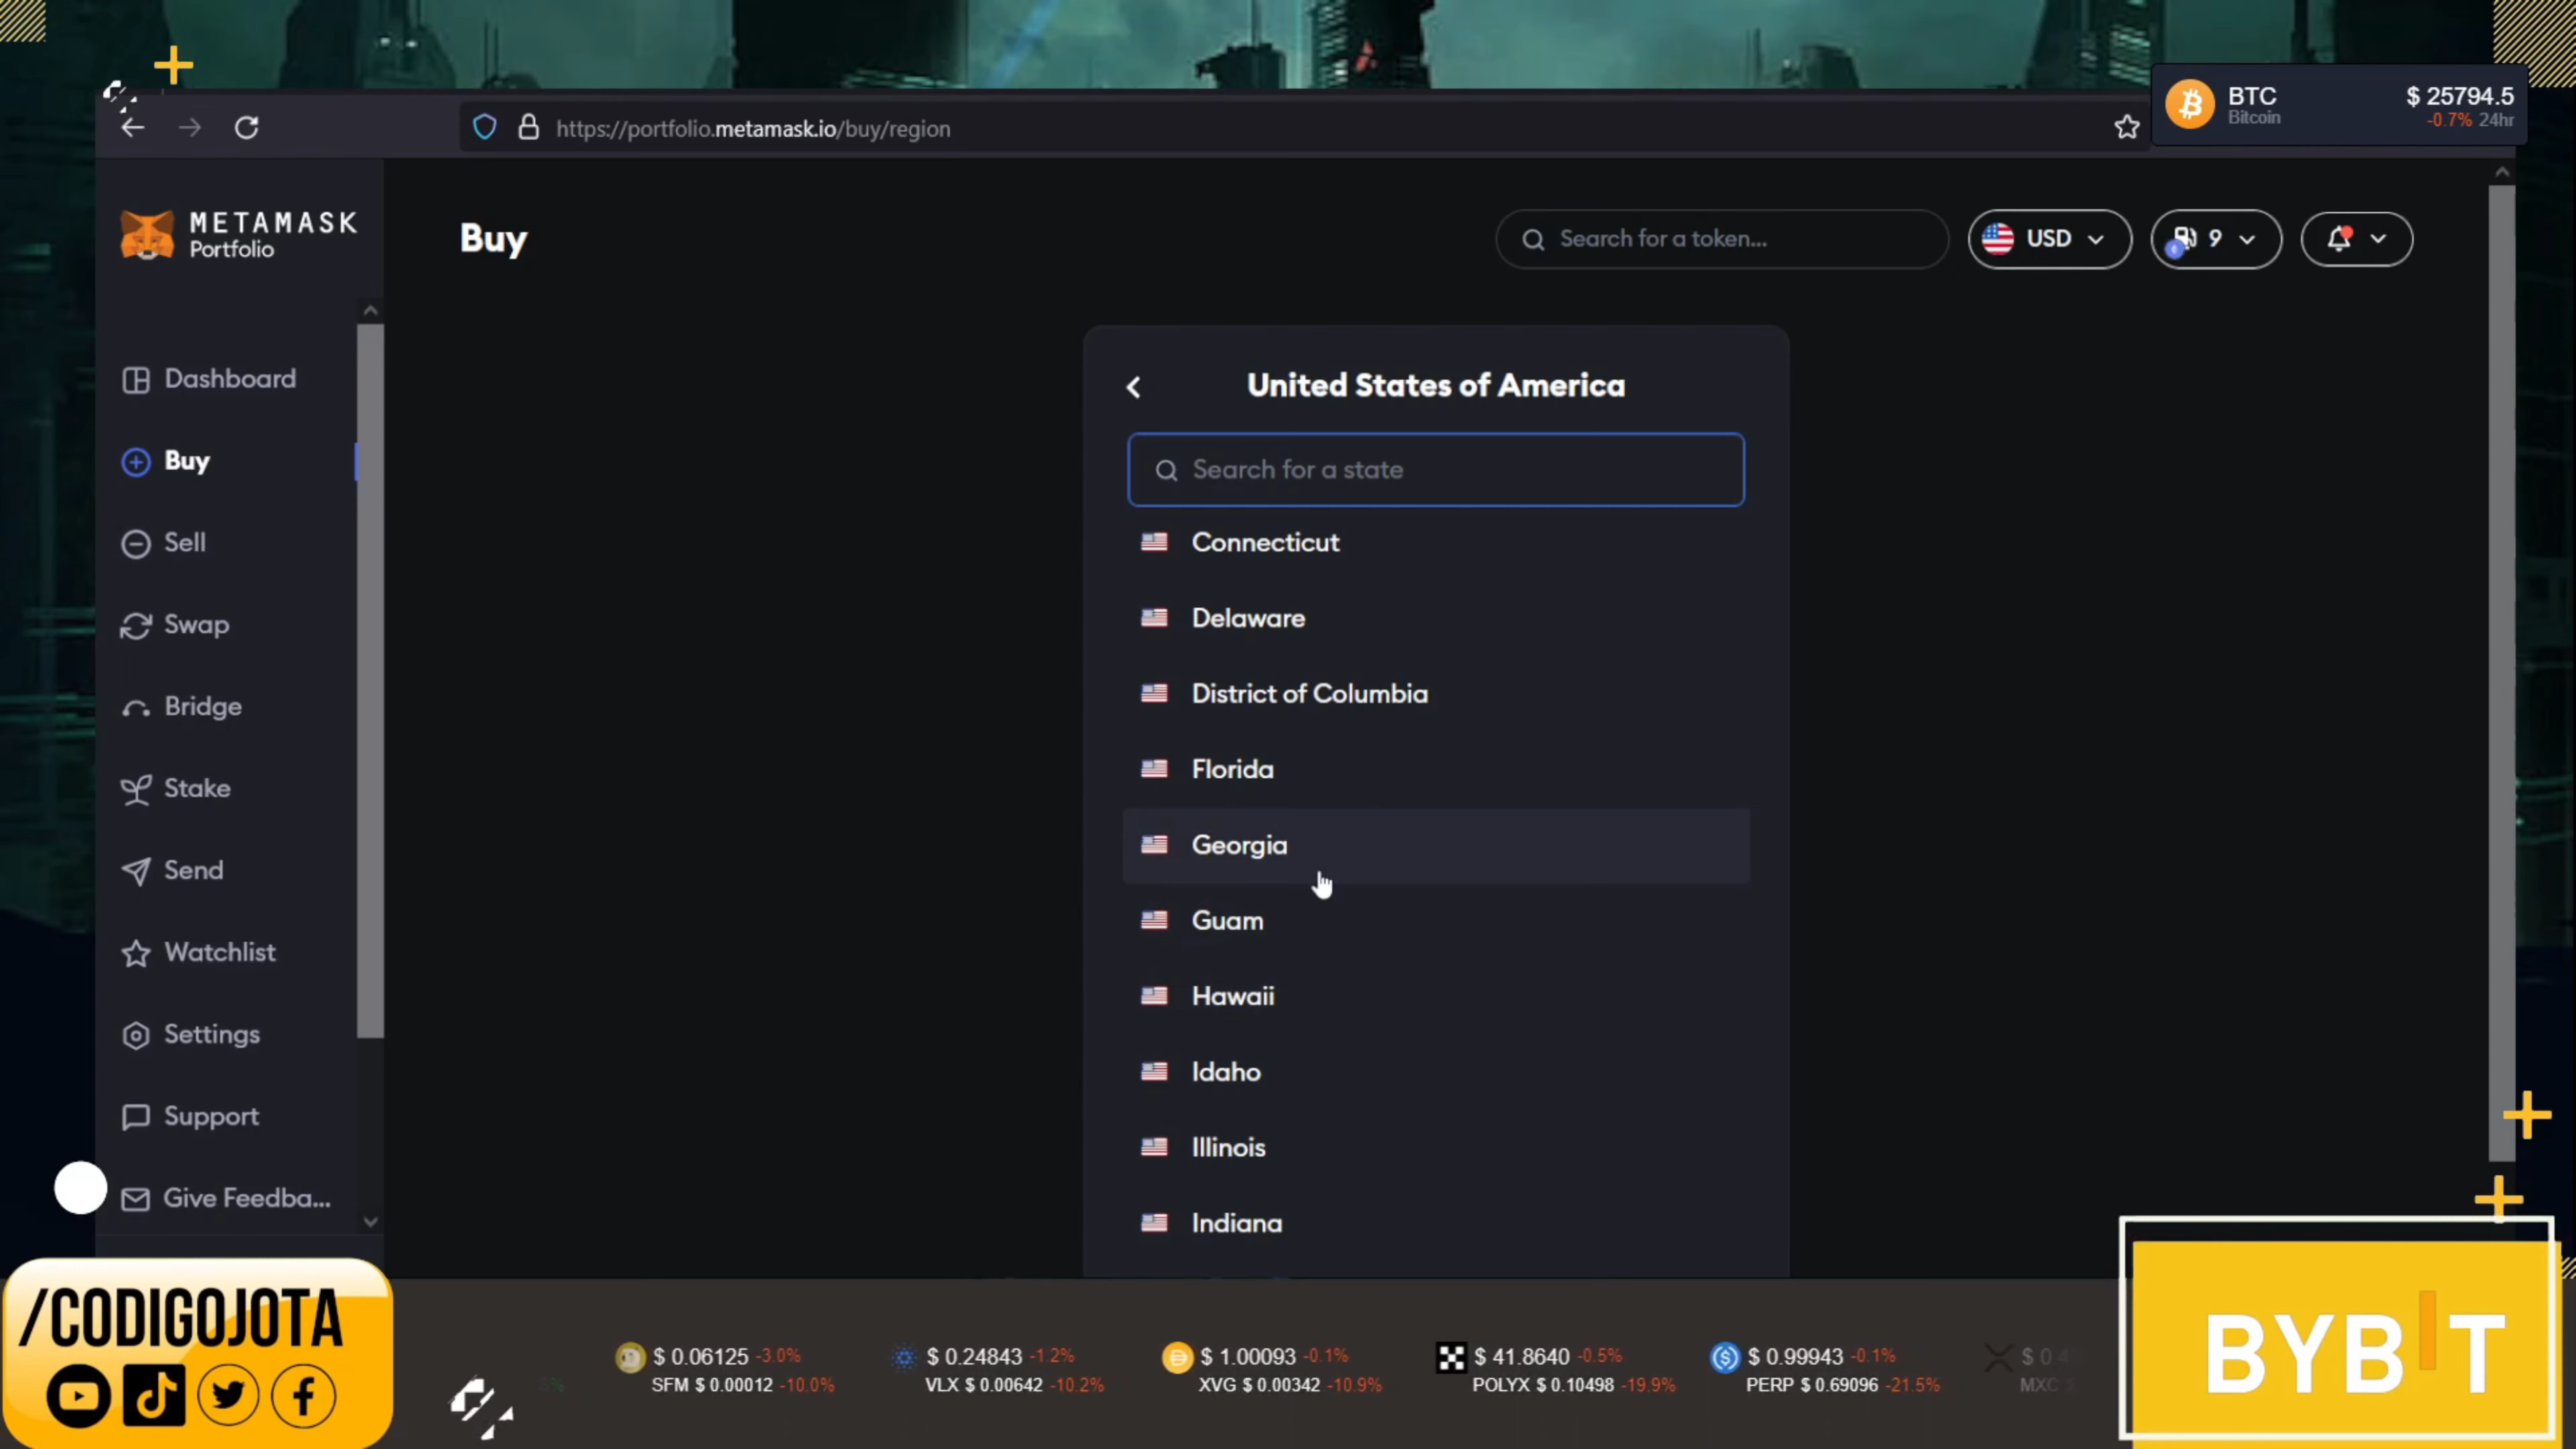 BTC
Bitcoin
$ 25794.5
-0.7% 24hr
https://portfolio.metamask.io/buy/region
METAMASK
Portfolio
Buy
Search for a token...
USD
9
Dashboard
Buy
Sell
Swap
Bridge
Stake
Send
Watchlist
Settings
Support
Give Feedba...
United States of America
Search for a state
Connecticut
Delaware
District of Columbia
Florida
Georgia
Guam
Hawaii
Idaho
Illinois
Indiana
/CODIGOJOTA
$ 0.06125 -3.0%
SFM $ 0.00012 -10.0%
$ 0.24843 -1.2%
VLX $ 0.00642 -10.2%
$ 1.00093 -0.1%
XVG $ 0.00342 -10.9%
$ 41.8640 -0.5%
POLYX $ 0.10498 -19.9%
$ 0.99943 -0.1%
PERP $ 0.69096 -21.5%
MXC
BYBIT